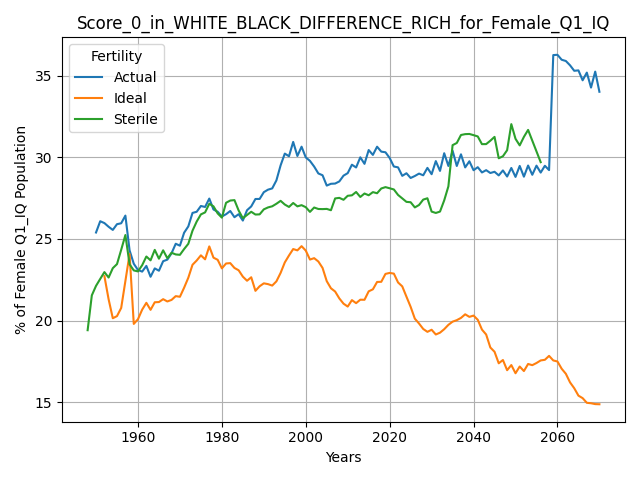 Score_0_in_WHITE_BLACK_DIFFERENCE_RICH_for_Female_Q1_IQ
Fertility
Actual
Ideal
Sterile
35
30
25
20
15
% of Female Q1_IQ Population
1960
1980
2000
2020
2040
2060
Years